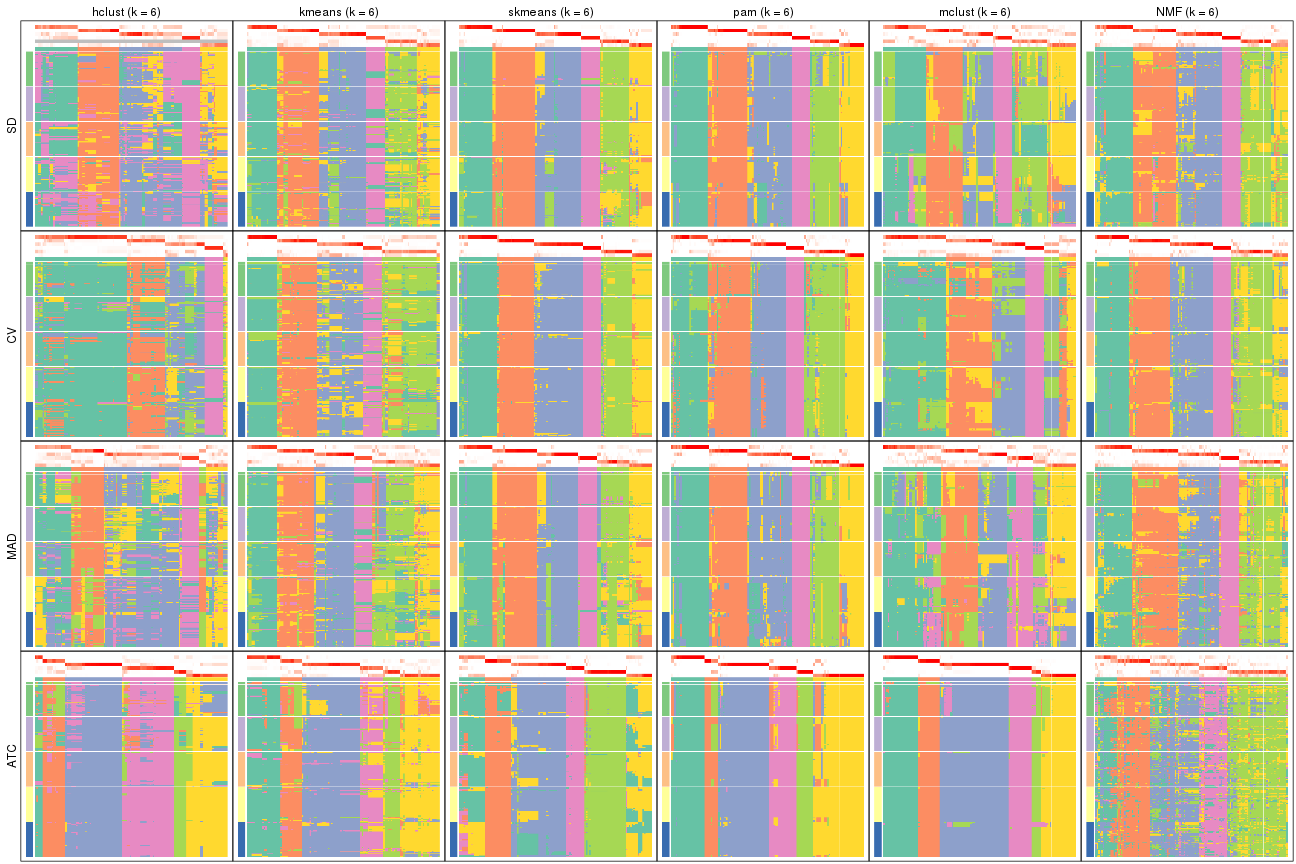 hclust (k = 6) kmeans (k = 6) skmeans (k = 6) pam (k = 6) mclust (k = 6) NMF (k = 6)
SD
CV
MAD
ATC